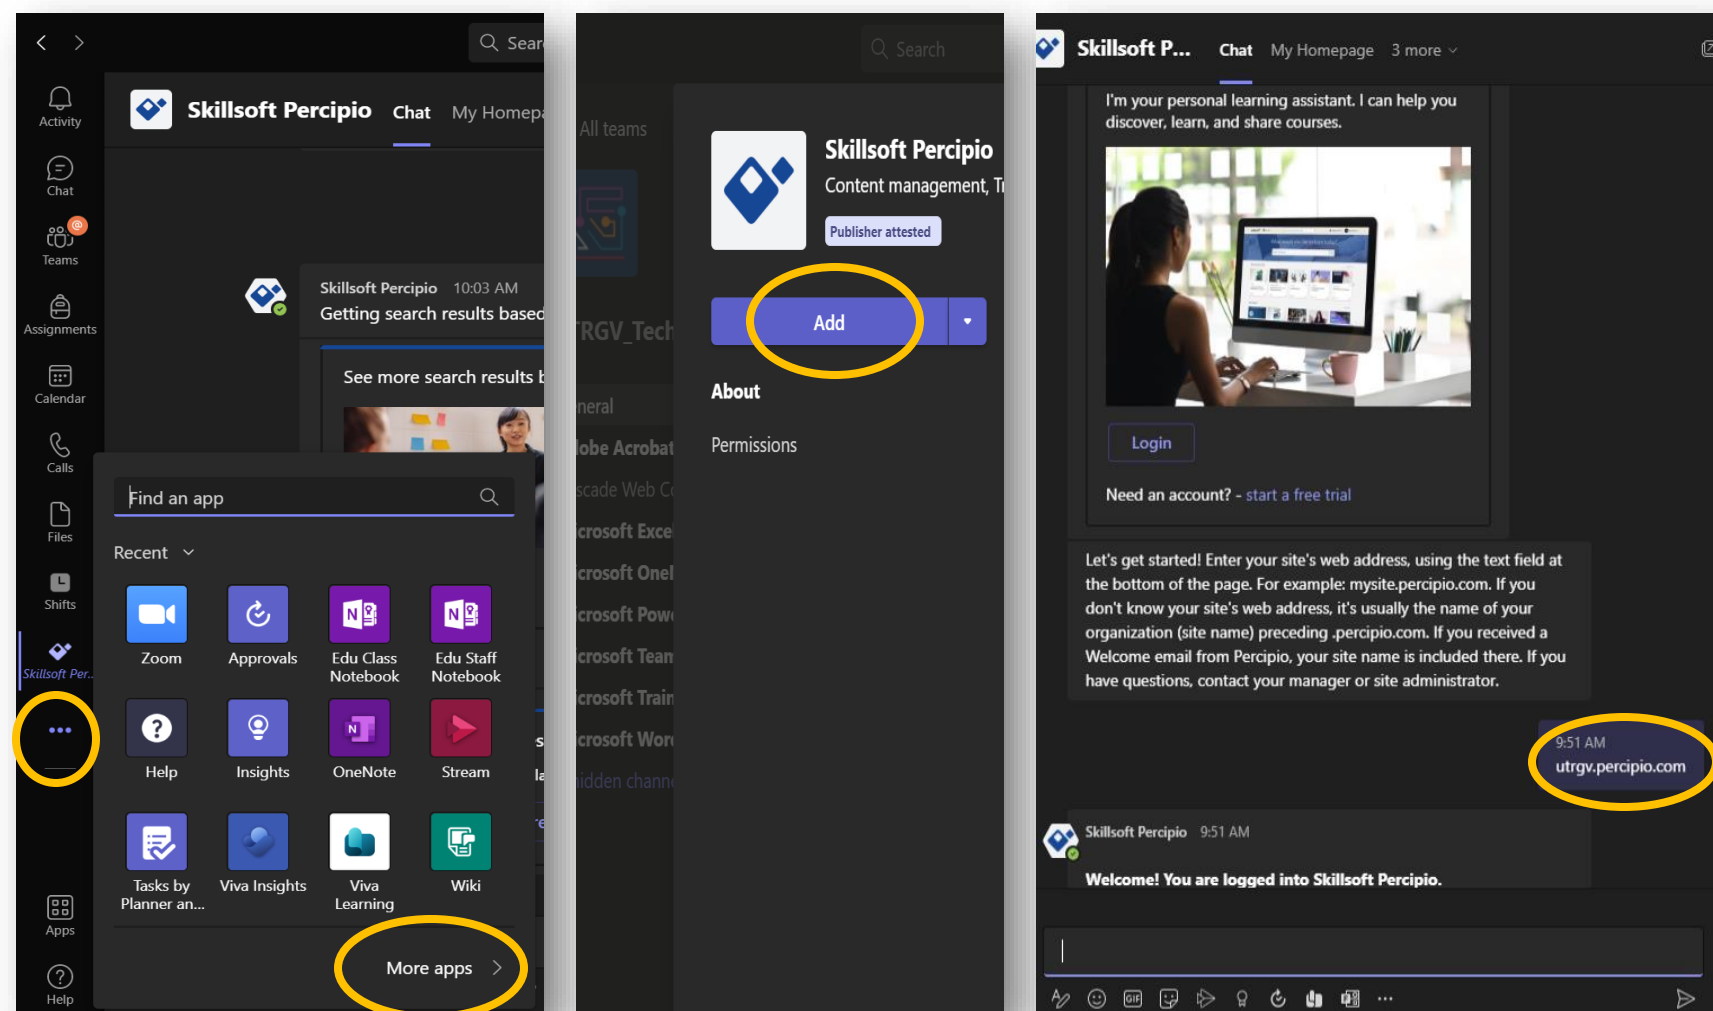 Sear
Activity
Skillsoft Percipio Chat My Homepa
Chat
@
Teams
Skillsoft Percipio 10:03 AM
Getting search results based
Assignments
See more search results b
Calendar
Calls
Find an app
Files
Recent
Shifts
Zoom Approvals Edu Class Notebook Edu Staff Notebook
Skillsoft Per...
Help Insights OneNote Stream
Tasks by Planner an... Viva Insights Viva Learning Wiki
Apps
More apps
Help
Search
All teams
Skillsoft Percipio
Content management, Tr
Publisher attested
TRGV_Tech
Add
About
neral
Permissions
lobe Acrobat
scade Web Co
crosoft Exce
crosoft Onel
crosoft Powe
crosoft Team
crosoft Train
crosoft Word
hidden channe
Skillsoft P... Chat My Homepage 3 more
I'm your personal learning assistant. I can help you
discover, learn, and share courses.
Login
Need an account? - start a free trial
Let's get started! Enter your site's web address, using the text field at
the bottom of the page. For example: mysite.percipio.com. If you
don't know your site's web address, it's usually the name of your
organization (site name) preceding .percipio.com. If you received a
Welcome email from Percipio, your site name is included there. If you
have questions, contact your manager or site administrator.
9:51 AM
utrgv.percipio.com
Skillsoft Percipio 9:51 AM
Welcome! You are logged into Skillsoft Percipio.
GIF